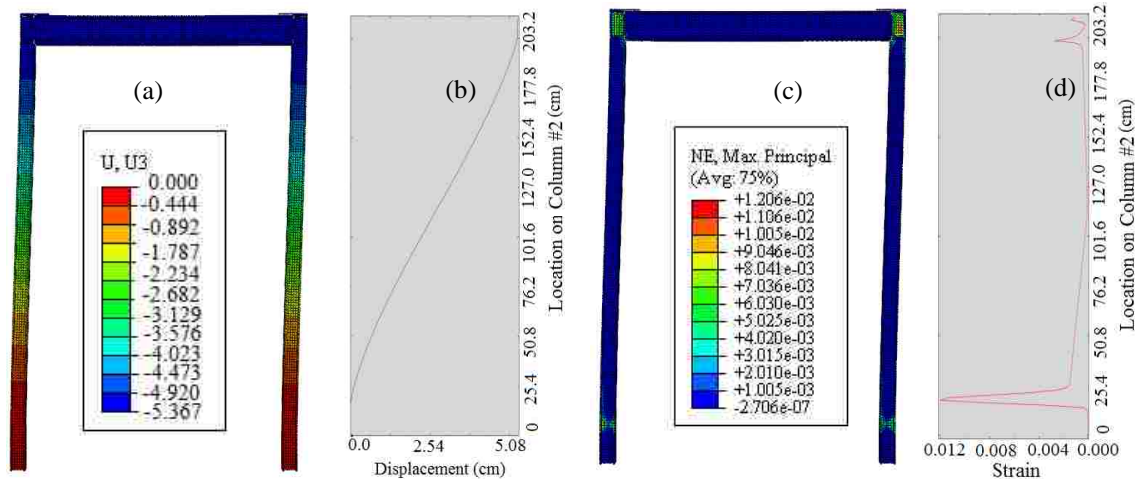 (a)
U, U3
0.000
-0.444
-0.892
-1.787
-2.234
-2.682
-3.129
-3.576
-4.023
-4.473
-4.920
-5.367
(b)
203.2
177.8
152.4
127.0
101.6
76.2
50.8
25.4
0
Location on Column #2 (cm)
0.0 2.54 5.08
Displacement (cm)
(c)
NE, Max. Principal
(Avg: 75%)
+1.206e-02
+1.106e-02
+1.005e-02
+9.046e-03
+8.041e-03
+7.036e-03
+6.030e-03
+5.025e-03
+4.020e-03
+3.015e-03
+2.010e-03
+1.005e-03
-2.706e-07
(d)
203.2
177.8
152.4
127.0
101.6
76.2
50.8
25.4
0
Location on Column #2 (cm)
0.012 0.008 0.004 0.000
Strain